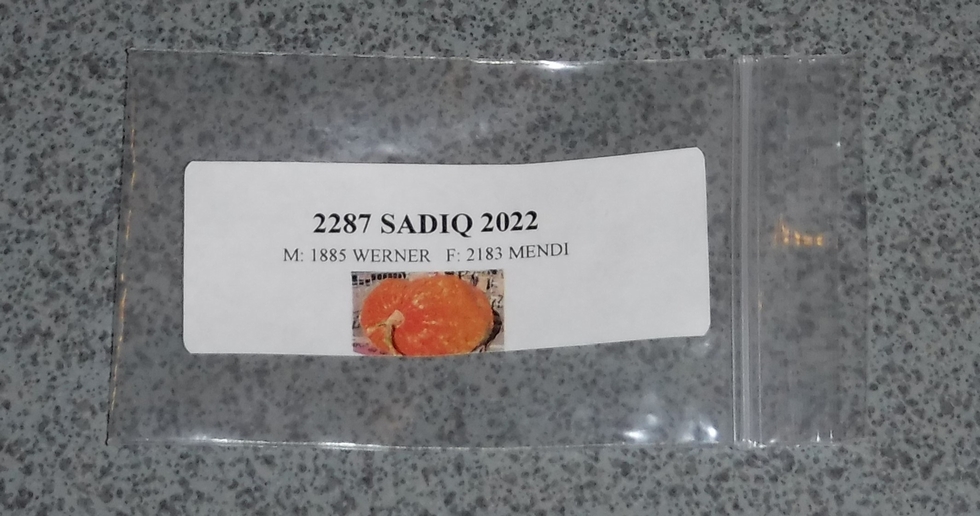 2287 SADIQ 2022
M: 1885 WERNER F: 2183 MENDI